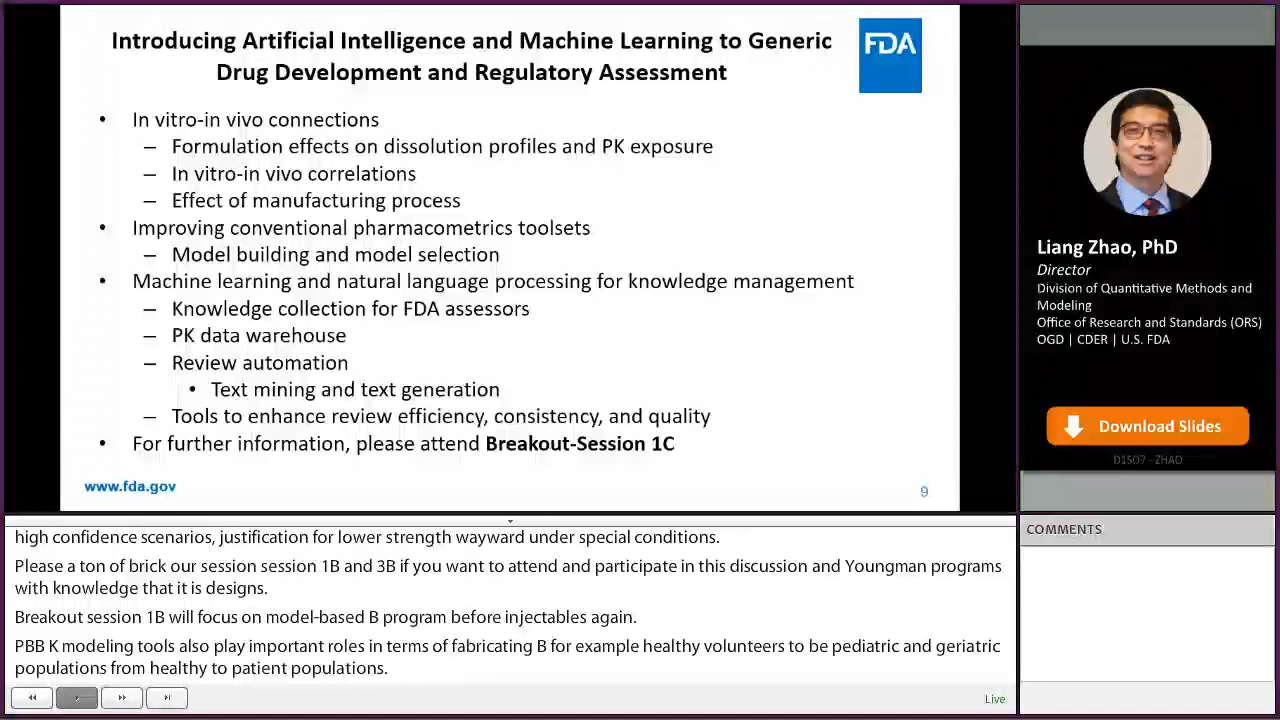 Introducing Artificial Intelligence and Machine Learning to Generic
Drug Development and Regulatory Assessment
FDA
• In vitro-in vivo connections
– Formulation effects on dissolution profiles and PK exposure
– In vitro-in vivo correlations
– Effect of manufacturing process
• Improving conventional pharmacometrics toolsets
– Model building and model selection
• Machine learning and natural language processing for knowledge management
– Knowledge collection for FDA assessors
– PK data warehouse
– Review automation
• Text mining and text generation
– Tools to enhance review efficiency, consistency, and quality
• For further information, please attend Breakout-Session 1C
www.fda.gov
9
Liang Zhao, PhD
Director
Division of Quantitative Methods and
Modeling
Office of Research and Standards (ORS)
OGD | CDER | U.S. FDA
Download Slides
D1S07 - ZHAO
high confidence scenarios, justification for lower strength wayward under special conditions.
Please a ton of brick our session session 1B and 3B if you want to attend and participate in this discussion and Youngman programs
with knowledge that it is designs.
Breakout session 1B will focus on model-based B program before injectables again.
PBB K modeling tools also play important roles in terms of fabricating B for example healthy volunteers to be pediatric and geriatric
populations from healthy to patient populations.
Live
COMMENTS